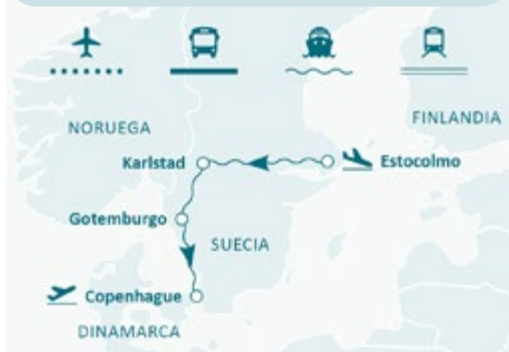 FINLANDIA
NORUEGA
Karlstad
Estocolmo
Gotemburgo
SUECIA
Copenhague
DINAMARCA